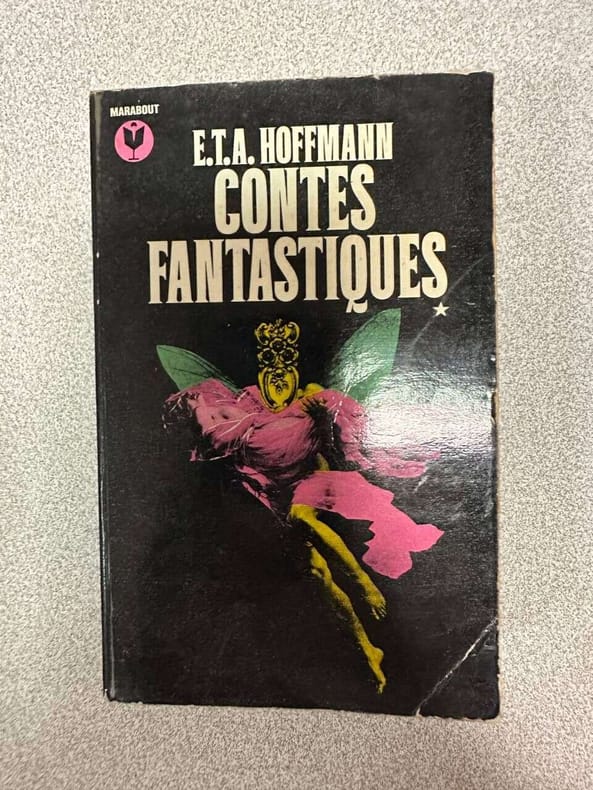 MARABOUT
E.T.A. HOFFMANN
CONTES
FANTASTIQUES